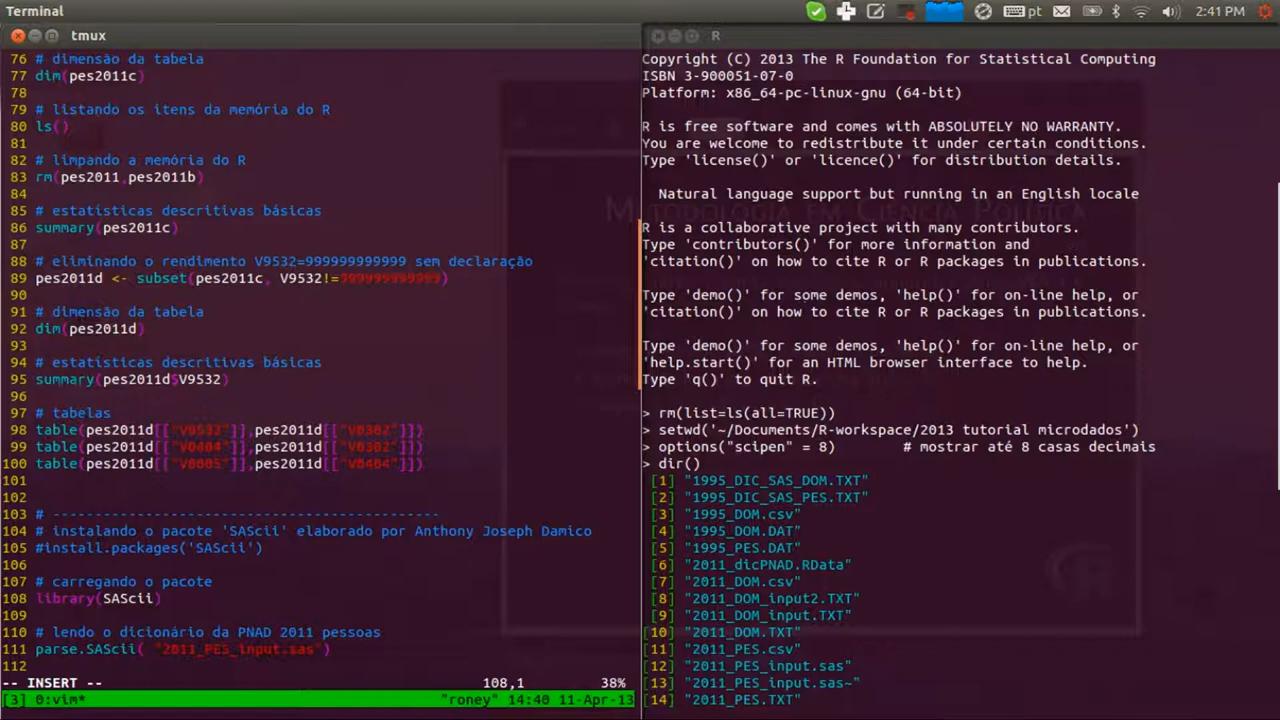 Terminal
pt
2:41 PM
tmux
76 # dimensão da tabela
77 dim(pes2011c)
78
79 # listando os itens da memória do R
80 ls()
81
82 # limpando a memória do R
83 rm(pes2011,pes2011b)
84
85 # estatísticas descritivas básicas
86 summary(pes2011c)
87
88 # eliminando o rendimento V9532=999999999999 sem declaração
89 pes2011d <- subset(pes2011c, V9532!=999999999999)
90
91 # dimensão da tabela
92 dim(pes2011d)
93
94 # estatísticas descritivas básicas
95 summary(pes2011d$V9532)
96
97 # tabelas
98 table(pes2011d[["V0532"]],pes2011d[["V0302"]])
99 table(pes2011d[["V0404"]],pes2011d[["V0302"]])
100 table(pes2011d[["V8005"]],pes2011d[["V0404"]])
101
102
103 # ----------------------------------------------
104 # instalando o pacote 'SAScii' elaborado por Anthony Joseph Damico
105 #install.packages('SAScii')
106
107 # carregando o pacote
108 library(SAScii)
109
110 # lendo o dicionário da PNAD 2011 pessoas
111 parse.SAScii( "2011_PES_input.sas")
112
-- INSERT -- 108,1 38%
[3] 0:vim* "roney" 14:40 11-Apr-13
R
Copyright (C) 2013 The R Foundation for Statistical Computing
ISBN 3-900051-07-0
Platform: x86_64-pc-linux-gnu (64-bit)
R is free software and comes with ABSOLUTELY NO WARRANTY.
You are welcome to redistribute it under certain conditions.
Type 'license()' or 'licence()' for distribution details.
Natural language support but running in an English locale
R is a collaborative project with many contributors.
Type 'contributors()' for more information and
'citation()' on how to cite R or R packages in publications.
Type 'demo()' for some demos, 'help()' for on-line help, or
'citation()' on how to cite R or R packages in publications.
Type 'demo()' for some demos, 'help()' for on-line help, or
'help.start()' for an HTML browser interface to help.
Type 'q()' to quit R.
> rm(list=ls(all=TRUE))
> setwd('~/Documents/R-workspace/2013 tutorial microdados')
> options("scipen" = 8) # mostrar até 8 casas decimais
> dir()
[1] "1995_DIC_SAS_DOM.TXT"
[2] "1995_DIC_SAS_PES.TXT"
[3] "1995_DOM.csv"
[4] "1995_DOM.DAT"
[5] "1995_PES.DAT"
[6] "2011_dicPNAD.RData"
[7] "2011_DOM.csv"
[8] "2011_DOM_input2.TXT"
[9] "2011_DOM_input.TXT"
[10] "2011_DOM.TXT"
[11] "2011_PES.csv"
[12] "2011_PES_input.sas"
[13] "2011_PES_input.sas~"
[14] "2011_PES.TXT"